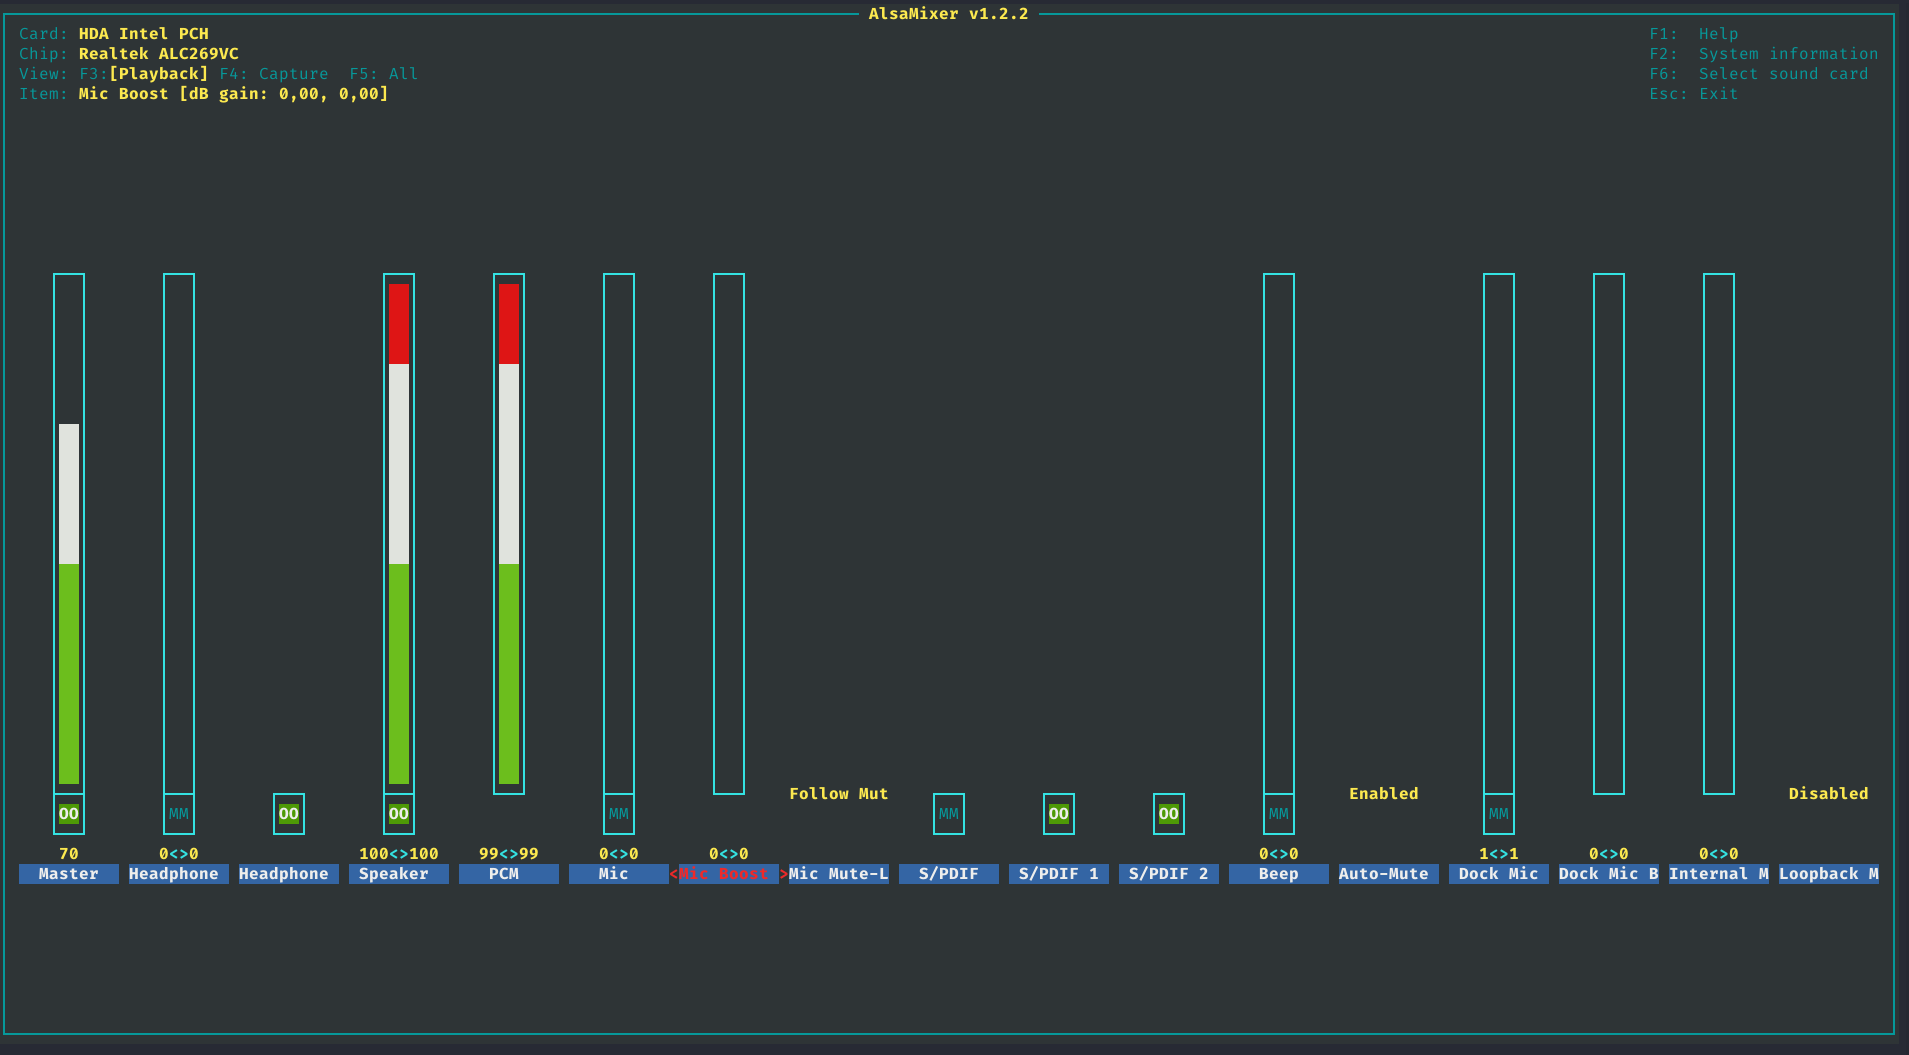 AlsaMixer v1.2.2
Card: HDA Intel PCH F1: Help
Chip: Realtek ALC269VC F2: System information
View: F3:[Playback] F4: Capture F5: All F6: Select sound card
Item: Mic Boost [dB gain: 0,00, 0,00] Esc: Exit
Follow Mut Enabled Disabled
OO MM OO OO MM MM OO OO MM MM
70 0<>0 100<>100 99<>99 0<>0 0<>0 0<>0 1<>1 0<>0 0<>0
Master Headphone Headphone Speaker PCM Mic <Mic Boost >Mic Mute-L S/PDIF S/PDIF 1 S/PDIF 2 Beep Auto-Mute Dock Mic Dock Mic B Internal M Loopback M